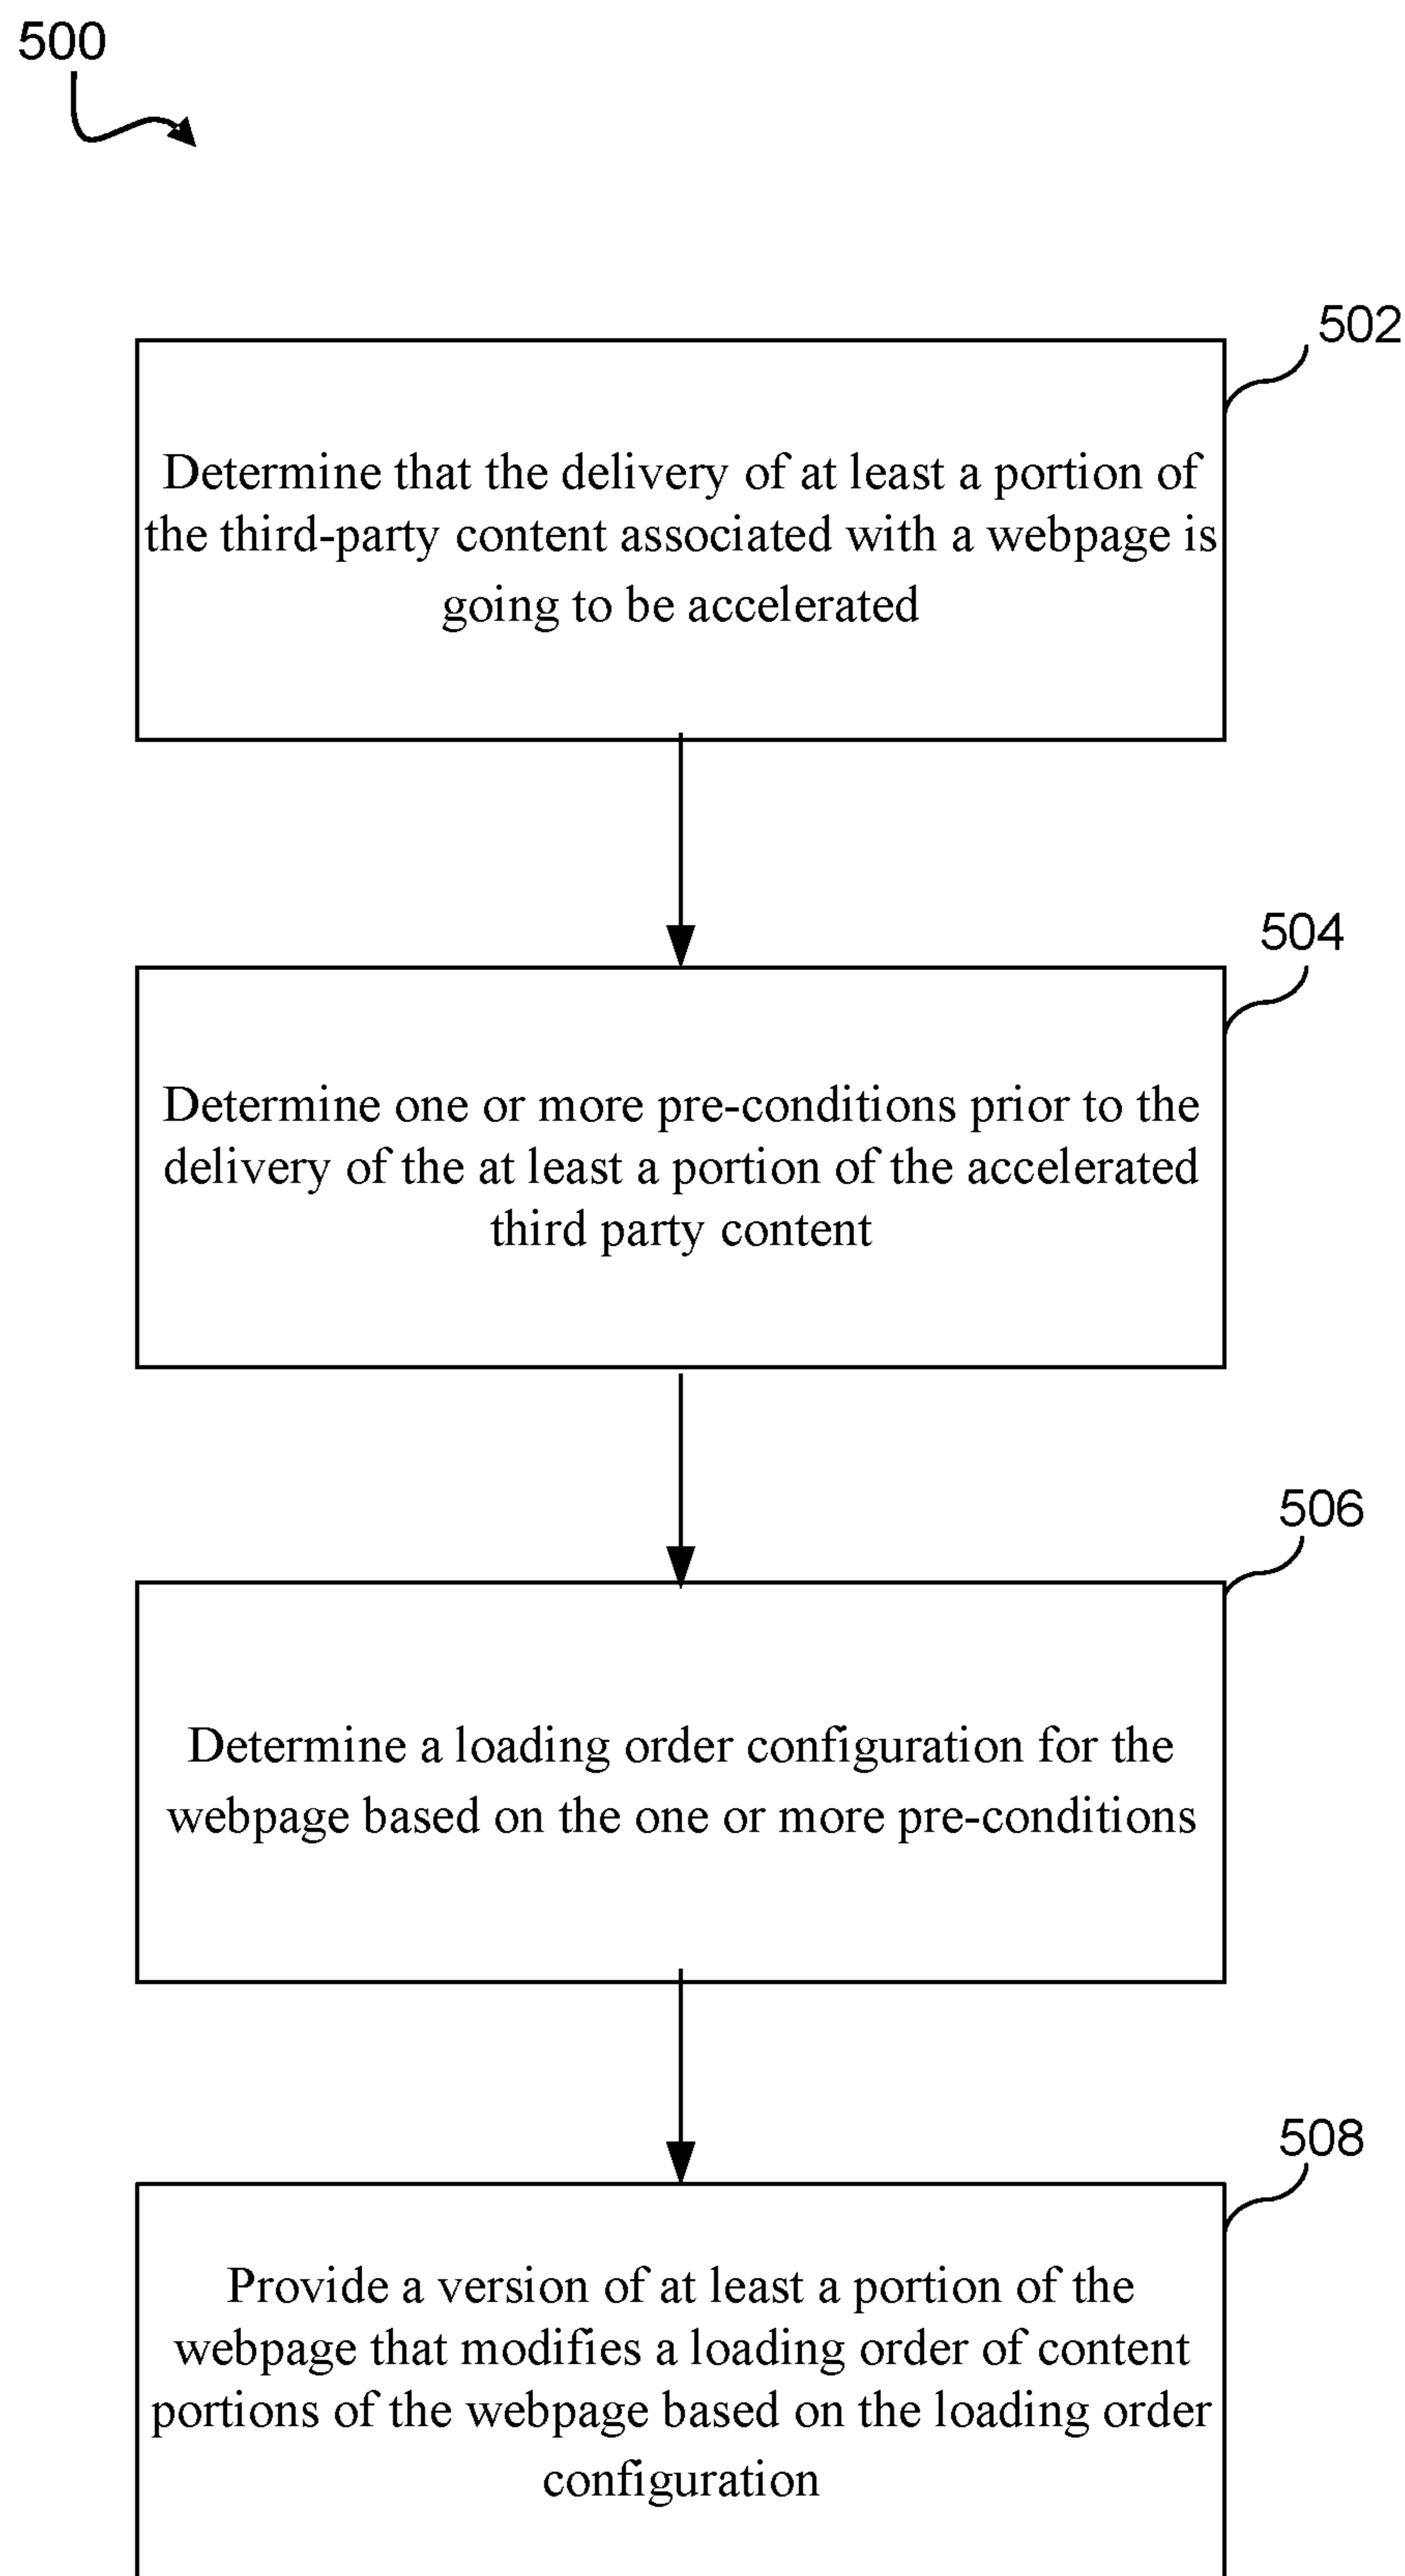 500
502
Determine that the delivery of at least a portion of
the third-party content associated with a webpage is
going to be accelerated
504
Determine one or more pre-conditions prior to the
delivery of the at least a portion of the accelerated
third party content
506
Determine a loading order configuration for the
webpage based on the one or more pre-conditions
508
Provide a version of at least a portion of the
webpage that modifies a loading order of content
portions of the webpage based on the loading order
configuration